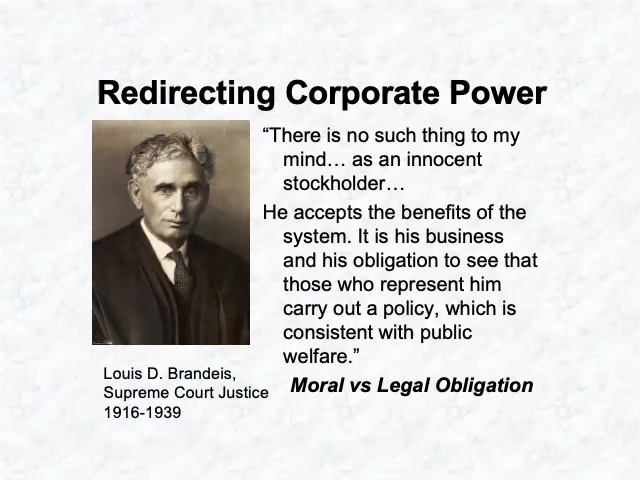 Redirecting Corporate Power
“There is no such thing to my
mind… as an innocent
stockholder…
He accepts the benefits of the
system. It is his business
and his obligation to see that
those who represent him
carry out a policy, which is
consistent with public
welfare.”
Moral vs Legal Obligation
Louis D. Brandeis,
Supreme Court Justice
1916-1939